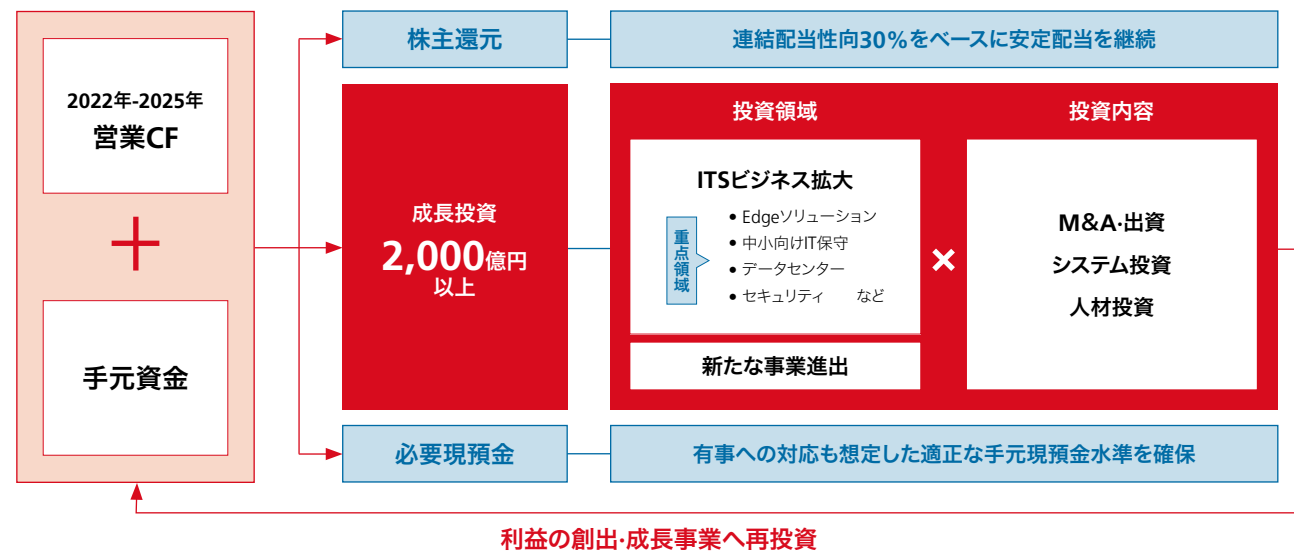 2022年-2025年
営業CF
+
手元資金
株主還元
連結配当性向30％をベースに安定配当を継続
成長投資
2,000億円
以上
投資領域
ITSビジネス拡大
重点領域
● Edgeソリューション
● 中小向けIT保守
● データセンター
● セキュリティ など
新たな事業進出
×
投資内容
M&A・出資
システム投資
人材投資
必要現預金
有事への対応も想定した適正な手元現預金水準を確保
利益の創出・成長事業へ再投資